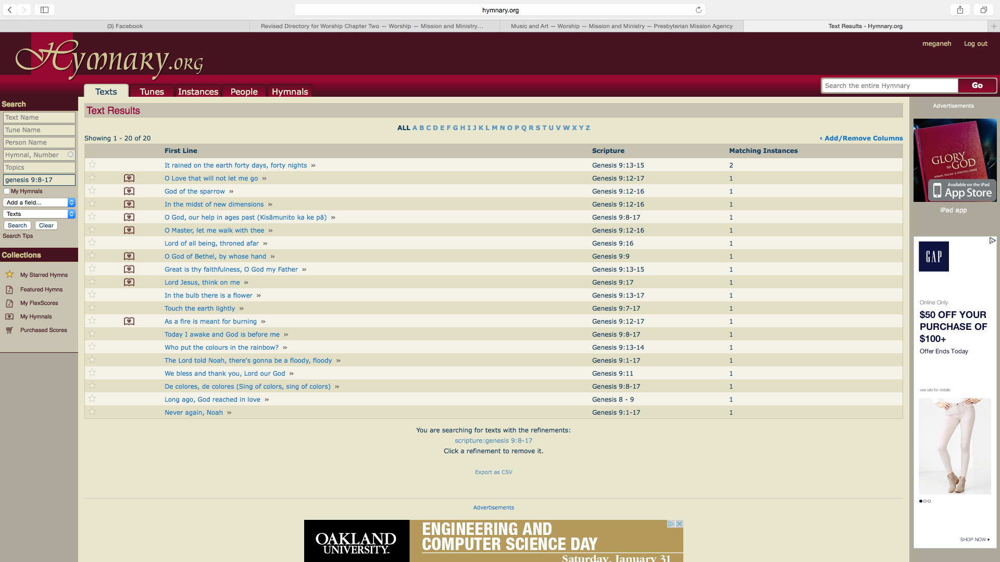 hymnary.org
(3) Facebook
Revised Directory for Worship Chapter Two — Worship — Mission and Ministry…
Music and Art — Worship — Mission and Ministry — Presbyterian Mission Agency
Text Results - Hymnary.org
Hymnary.org
meganeh Log out
Texts Tunes Instances People Hymnals
Search the entire Hymnary Go
Search
Text Name
Tune Name
Person Name
Hymnal, Number
Topics
genesis 9:8-17
My Hymnals
Add a field...
Texts
Search Clear
Search Tips
Collections
My Starred Hymns
Featured Hymns
My FlexScores
My Hymnals
Purchased Scores
Text Results
ALL A B C D E F G H I J K L M N O P Q R S T U V W X Y Z
Showing 1 - 20 of 20
‹ Add/Remove Columns
First Line Scripture Matching Instances
It rained on the earth forty days, forty nights » Genesis 9:13-15 2
O Love that will not let me go » Genesis 9:12-17 1
God of the sparrow » Genesis 9:12-16 1
In the midst of new dimensions » Genesis 9:12-16 1
O God, our help in ages past (Kisāmunito ka ke pā) » Genesis 9:8-17 1
O Master, let me walk with thee » Genesis 9:12-16 1
Lord of all being, throned afar » Genesis 9:16 1
O God of Bethel, by whose hand » Genesis 9:9 1
Great is thy faithfulness, O God my Father » Genesis 9:13-15 1
Lord Jesus, think on me » Genesis 9:17 1
In the bulb there is a flower » Genesis 9:13-17 1
Touch the earth lightly » Genesis 9:7-17 1
As a fire is meant for burning » Genesis 9:12-17 1
Today I awake and God is before me » Genesis 9:8-17 1
Who put the colours in the rainbow? » Genesis 9:13-14 1
The Lord told Noah, there's gonna be a floody, floody » Genesis 9:1-17 1
We bless and thank you, Lord our God » Genesis 9:11 1
De colores, de colores (Sing of colors, sing of colors) » Genesis 9:8-17 1
Long ago, God reached in love » Genesis 8 - 9 1
Never again, Noah » Genesis 9:1-17 1
You are searching for texts with the refinements:
scripture:genesis 9:8-17
Click a refinement to remove it.
Export as CSV
Advertisements
OAKLAND
UNIVERSITY
ENGINEERING AND
COMPUTER SCIENCE DAY
Saturday, January 31
Advertisements
GLORY
TO GOD
HYMNS, PSALMS, & SPIRITUAL SONGS
Available on the iPad
App Store
iPad app
GAP
Online Only
$50 OFF YOUR
PURCHASE OF
$100+
Offer Ends Today
see site for details
SHOP NOW